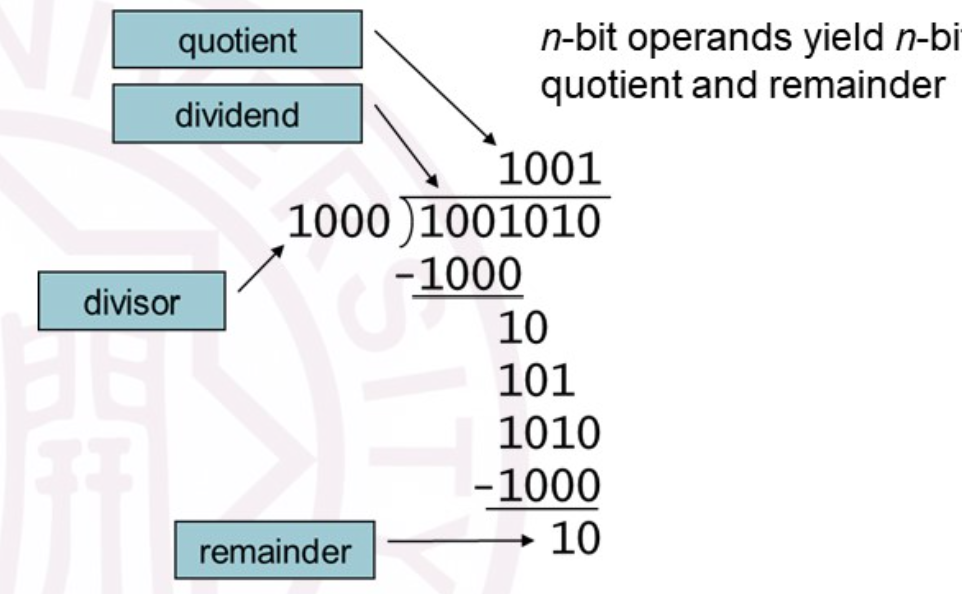 quotient
n-bit operands yield n-bi
quotient and remainder
dividend
1001
1000 )1001010
-1000
divisor
10
101
1010
-1000
remainder
10